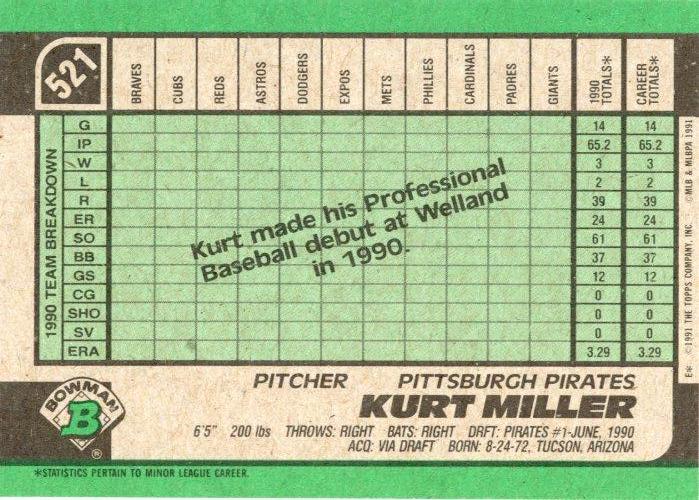 521
BRAVES CUBS REDS ASTROS DODGERS EXPOS METS PHILLIES CARDINALS PADRES GIANTS 1990 TOTALS* CAREER TOTALS*
1990 TEAM BREAKDOWN
G 14 14
IP 65.2 65.2
W 3 3
L 2 2
R 39 39
ER 24 24
SO 61 61
BB 37 37
GS 12 12
CG 0 0
SHO 0 0
SV 0 0
ERA 3.29 3.29
Kurt made his Professional
Baseball debut at Welland
in 1990.
E* ©1991 THE TOPPS COMPANY, INC. ©MLB & MLBPA 1991
PITCHER PITTSBURGH PIRATES
KURT MILLER
BOWMAN
B
®
6'5" 200 lbs THROWS: RIGHT BATS: RIGHT DRFT: PIRATES #1-JUNE, 1990
ACQ: VIA DRAFT BORN: 8-24-72, TUCSON, ARIZONA
*STATISTICS PERTAIN TO MINOR LEAGUE CAREER.